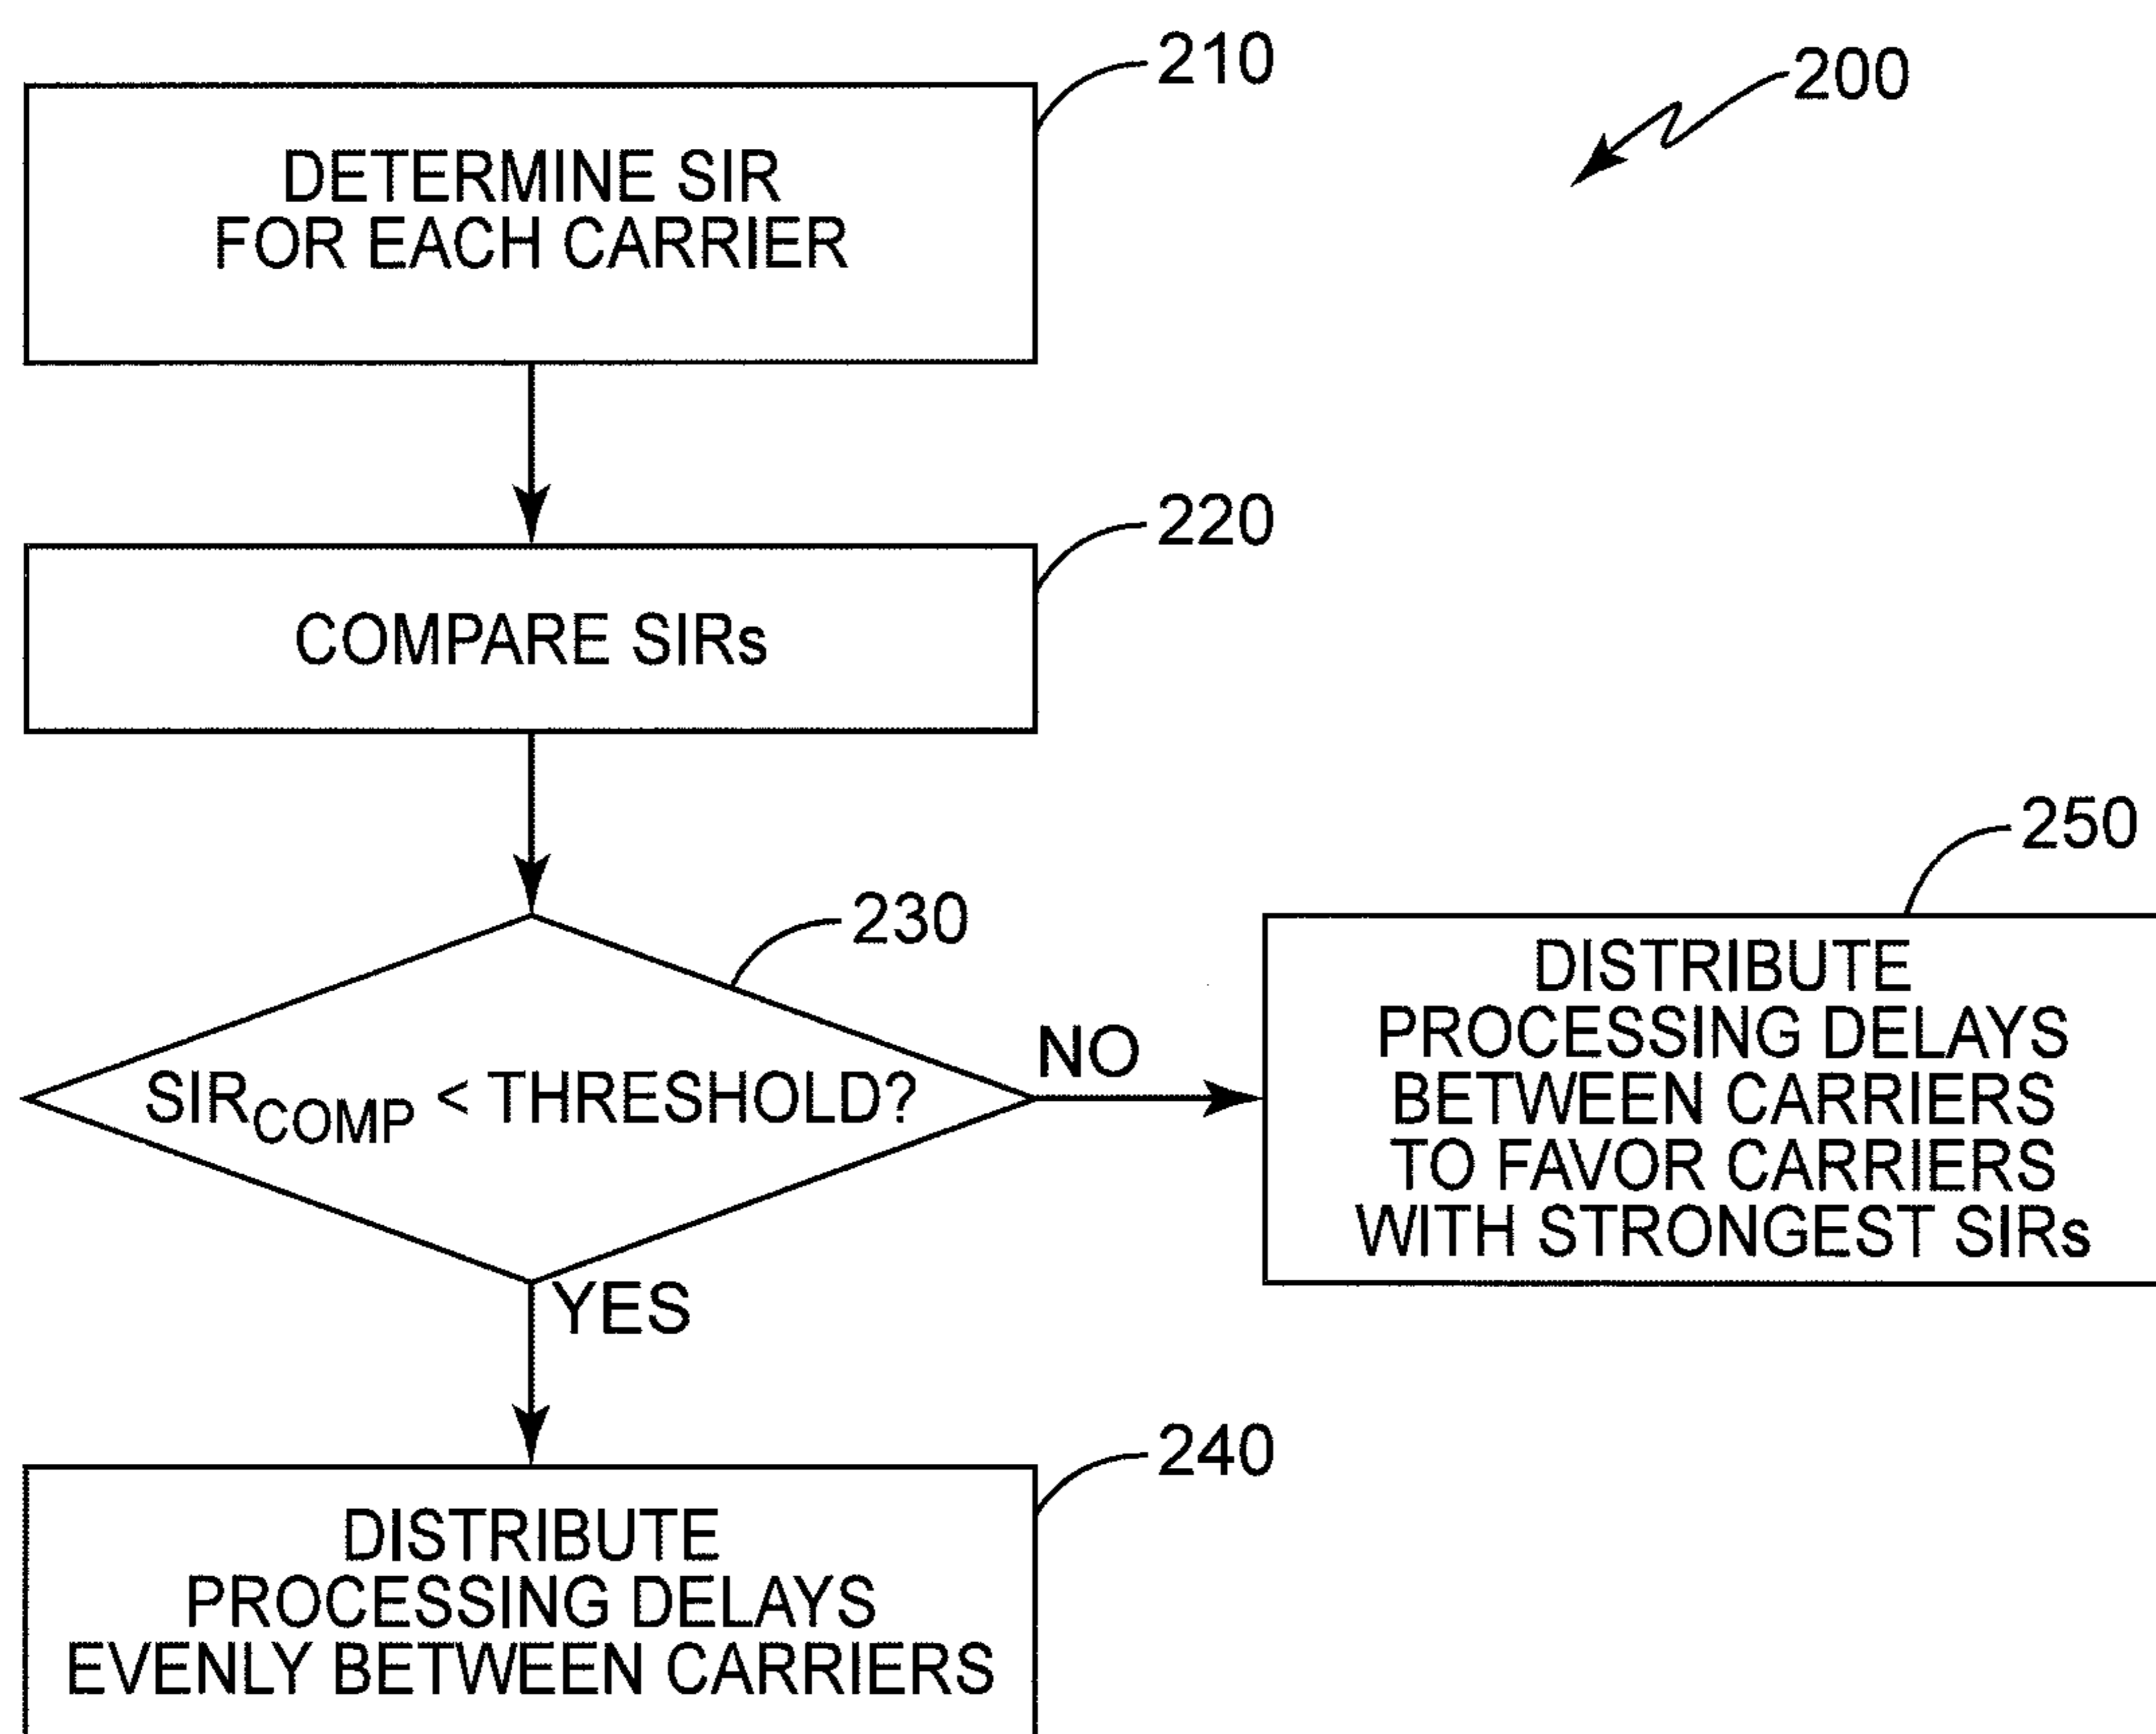 210
200
DETERMINE SIR
FOR EACH CARRIER
220
COMPARE SIRs
230
SIRCOMP < THRESHOLD?
NO
YES
250
DISTRIBUTE
PROCESSING DELAYS
BETWEEN CARRIERS
TO FAVOR CARRIERS
WITH STRONGEST SIRs
240
DISTRIBUTE
PROCESSING DELAYS
EVENLY BETWEEN CARRIERS